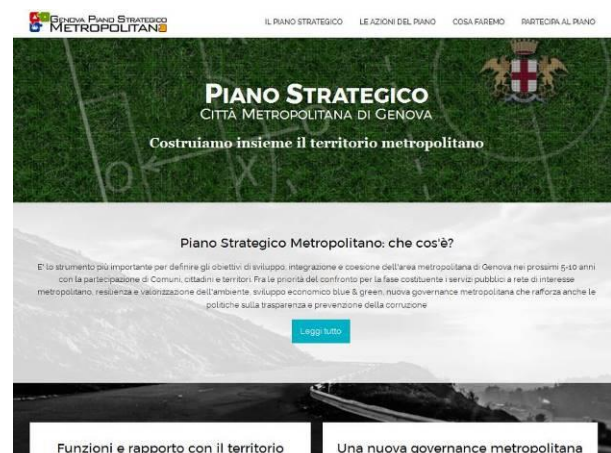 GENOVA PIANO STRATEGICO
METROPOLITANO
IL PIANO STRATEGICO LE AZIONI DEL PIANO COSA FAREMO PARTECIPA AL PIANO
PIANO STRATEGICO
CITTÀ METROPOLITANA DI GENOVA
Costruiamo insieme il territorio metropolitano
O
X
Piano Strategico Metropolitano: che cos'è?
E' lo strumento più importante per definire gli obiettivi di sviluppo, integrazione e coesione dell'area metropolitana di Genova nei prossimi 5-10 anni
con la partecipazione di Comuni, cittadini e territori. Fra le priorità del confronto per la fase costituente i servizi pubblici a rete di interesse
metropolitano, resilienza e valorizzazione dell'ambiente, sviluppo economico blue & green, nuova governance metropolitana che rafforza anche le
politiche sulla trasparenza e prevenzione della corruzione
Leggi tutto
Funzioni e rapporto con il territorio Una nuova governance metropolitana